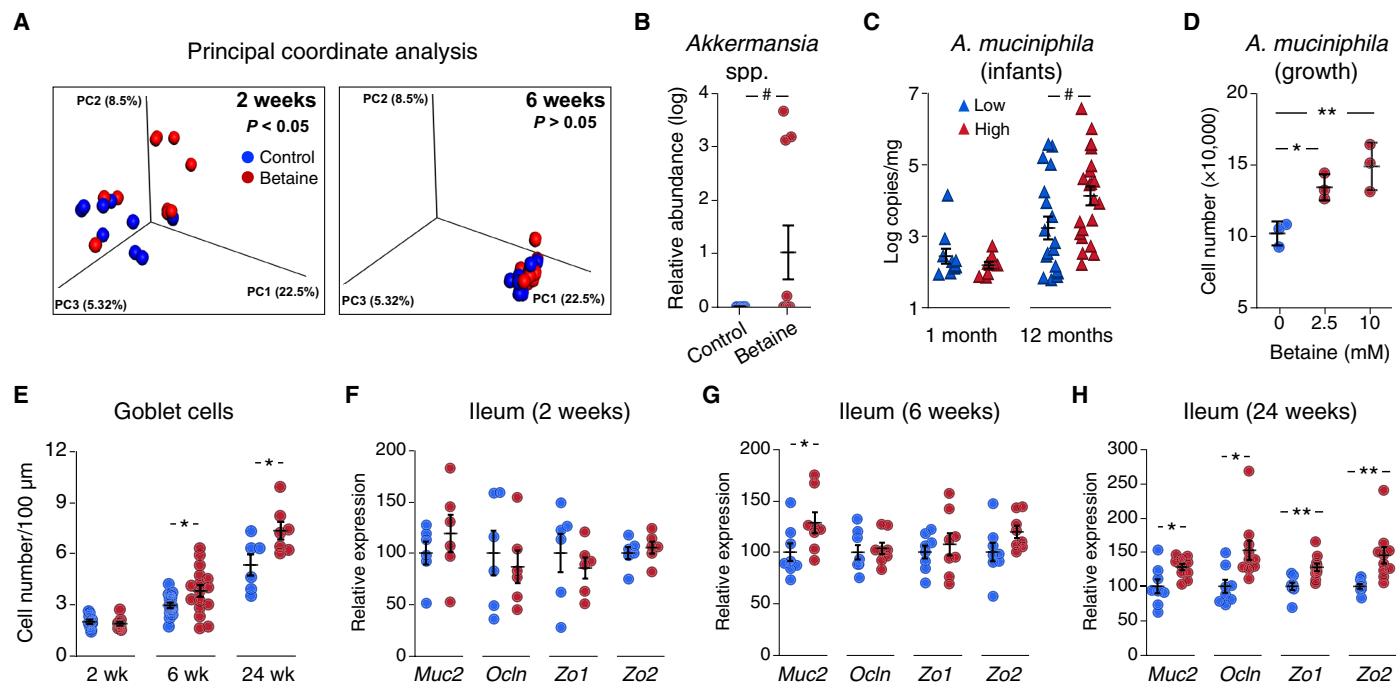 A
Principal coordinate analysis
PC2 (8.5%)
2 weeks
P < 0.05
Control
Betaine
PC1 (22.5%)
PC3 (5.32%)
PC2 (8.5%)
6 weeks
P > 0.05
PC1 (22.5%)
PC3 (5.32%)
B
Akkermansia
spp.
Relative abundance (log)
4
3
2
1
0
#
Control
Betaine
C
A. muciniphila
(infants)
Log copies/mg
7
5
3
1
Low
High
#
1 month
12 months
D
A. muciniphila
(growth)
Cell number (×10,000)
20
15
10
5
**
*
0 2.5 10
Betaine (mM)
E
Goblet cells
Cell number/100 µm
12
9
6
3
0
*
*
2 wk 6 wk 24 wk
F
Ileum (2 weeks)
Relative expression
200
150
100
50
0
Muc2 Ocln Zo1 Zo2
G
Ileum (6 weeks)
Relative expression
200
150
100
50
0
*
Muc2 Ocln Zo1 Zo2
H
Ileum (24 weeks)
Relative expression
300
250
200
150
100
50
0
*
*
**
**
Muc2 Ocln Zo1 Zo2